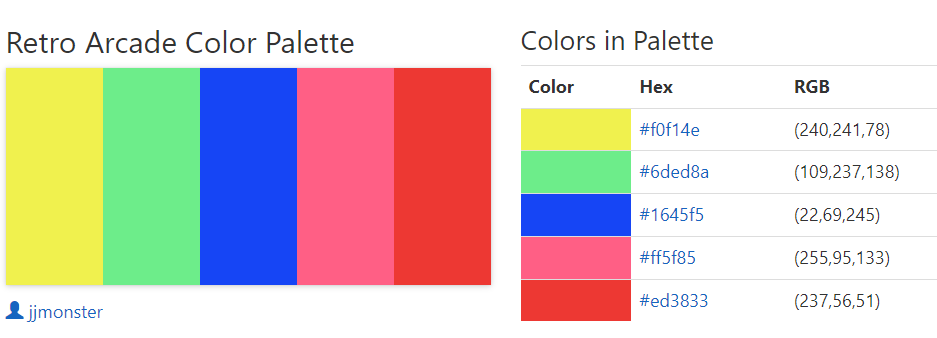 Retro Arcade Color Palette
jjmonster
Colors in Palette
Color Hex RGB
#f0f14e (240,241,78)
#6ded8a (109,237,138)
#1645f5 (22,69,245)
#ff5f85 (255,95,133)
#ed3833 (237,56,51)